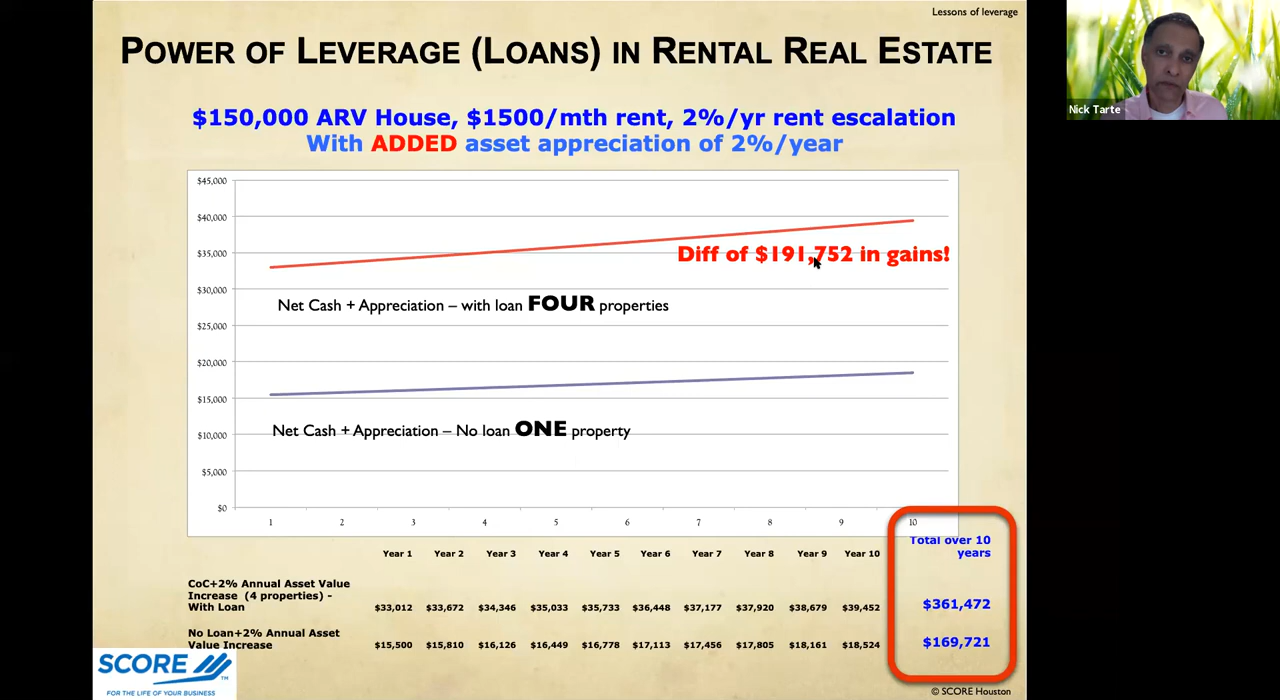 Lessons of leverage
POWER OF LEVERAGE (LOANS) IN RENTAL REAL ESTATE
Nick Tarte
$150,000 ARV House, $1500/mth rent, 2%/yr rent escalation
With ADDED asset appreciation of 2%/year
$45,000
$40,000
$35,000
$30,000
$25,000
$20,000
$15,000
$10,000
$5,000
$0
Diff of $191,752 in gains!
Net Cash + Appreciation – with loan FOUR properties
Net Cash + Appreciation – No loan ONE property
1 2 3 4 5 6 7 8 9 10
Year 1 Year 2 Year 3 Year 4 Year 5 Year 6 Year 7 Year 8 Year 9 Year 10
Total over 10
years
CoC+2% Annual Asset Value
Increase (4 properties) -
With Loan
$33,012 $33,672 $34,346 $35,033 $35,733 $36,448 $37,177 $37,920 $38,679 $39,452 $361,472
No Loan+2% Annual Asset
Value Increase
$15,500 $15,810 $16,126 $16,449 $16,778 $17,113 $17,456 $17,805 $18,161 $18,524 $169,721
SCORE
TM
FOR THE LIFE OF YOUR BUSINESS
© SCORE Houston